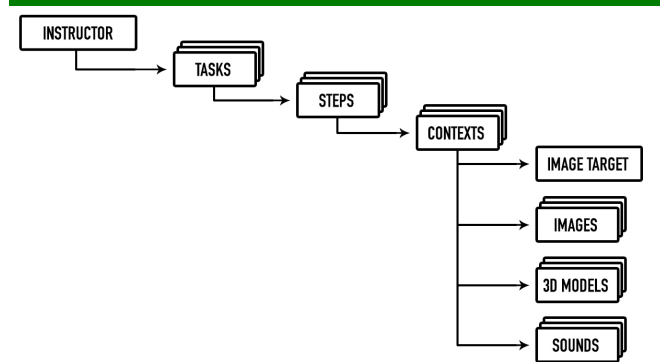 INSTRUCTOR
TASKS
STEPS
CONTEXTS
IMAGE TARGET
IMAGES
3D MODELS
SOUNDS